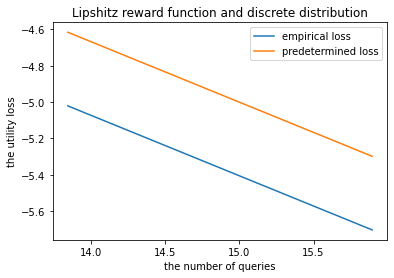 Lipshitz reward function and discrete distribution
empirical loss
predetermined loss
the utility loss
−4.6
−4.8
−5.0
−5.2
−5.4
−5.6
14.0 14.5 15.0 15.5
the number of queries